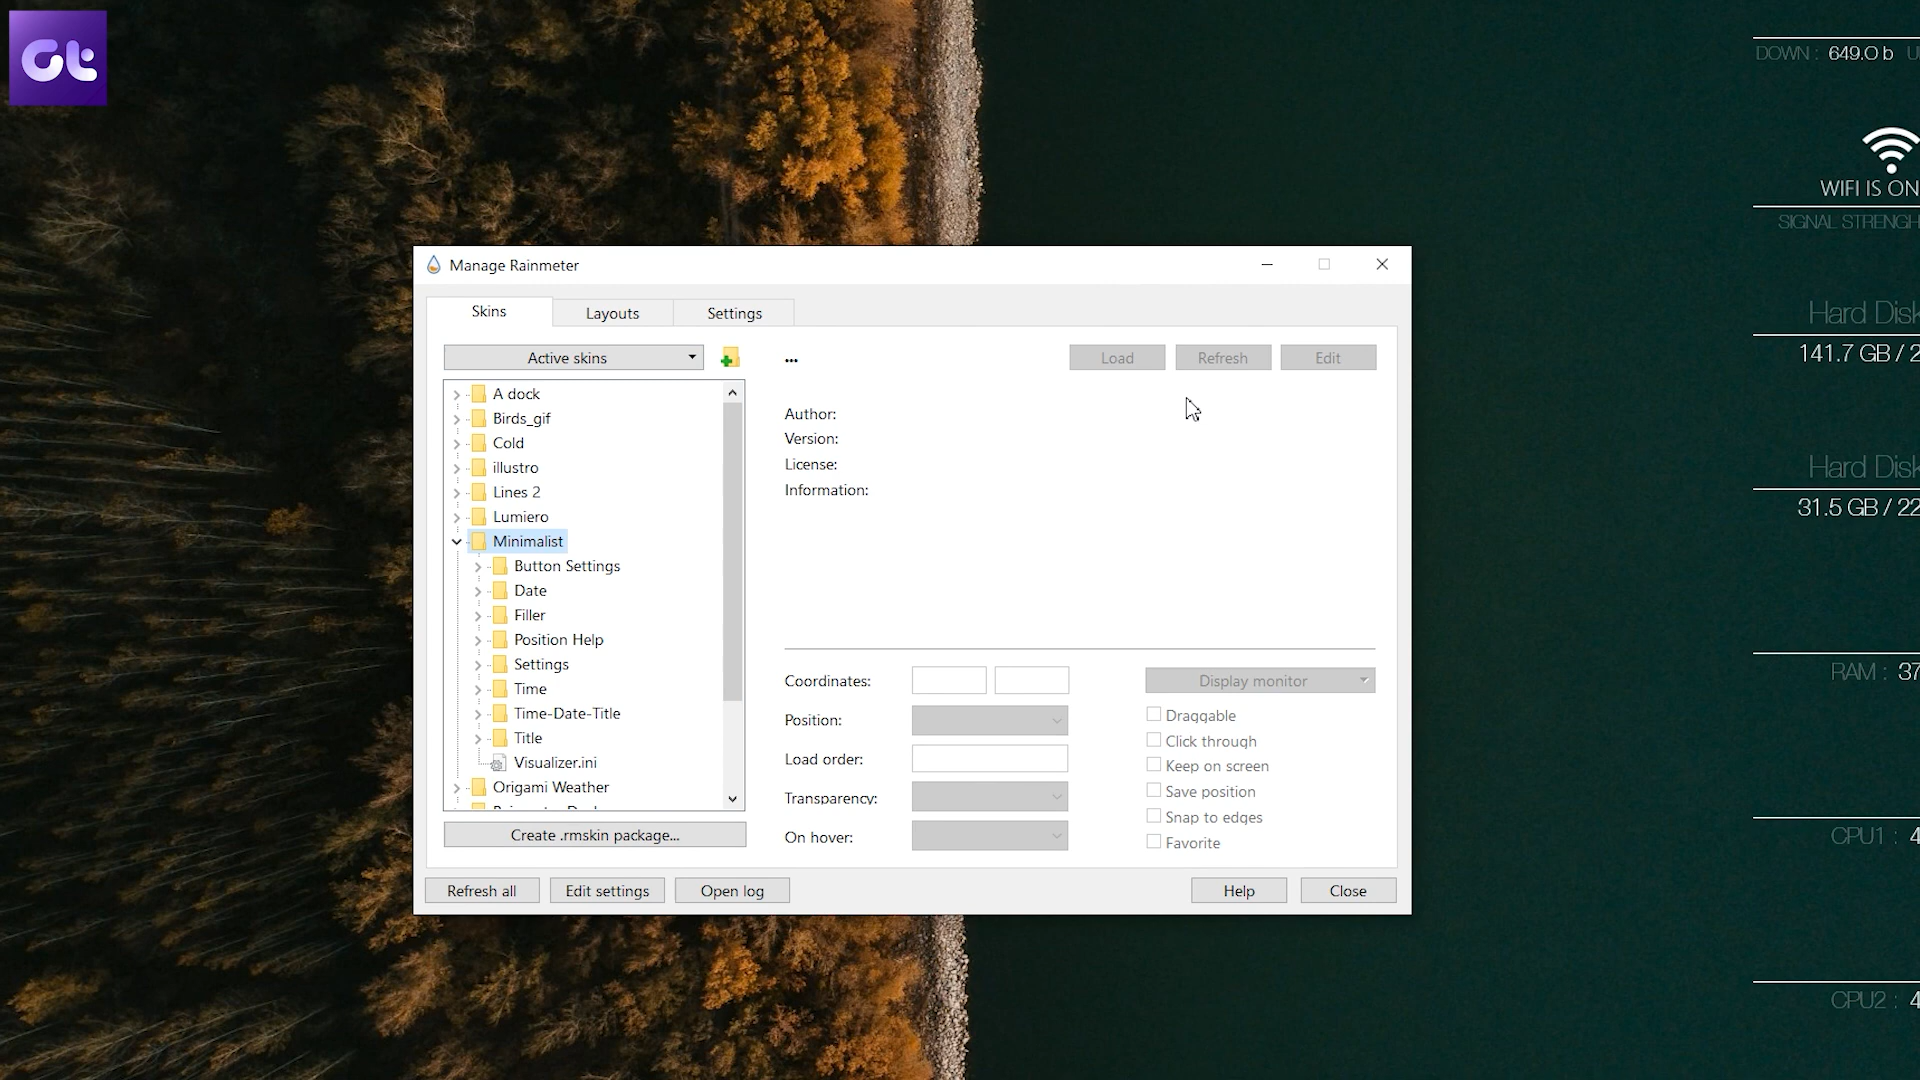 Gt
DOWN : 649.0 b
WIFI IS ON
SIGNAL STRENGH
Hard Disk
141.7 GB / 2
Hard Disk
31.5 GB / 22
RAM : 37
CPU1 : 4
CPU2 : 4
Manage Rainmeter
Skins
Layouts
Settings
Active skins
...
Load
Refresh
Edit
A dock
Birds_gif
Cold
illustro
Lines 2
Lumiero
Minimalist
Button Settings
Date
Filler
Position Help
Settings
Time
Time-Date-Title
Title
Visualizer.ini
Origami Weather
Author:
Version:
License:
Information:
Coordinates:
Position:
Load order:
Transparency:
On hover:
Display monitor
Draggable
Click through
Keep on screen
Save position
Snap to edges
Favorite
Create .rmskin package...
Refresh all
Edit settings
Open log
Help
Close